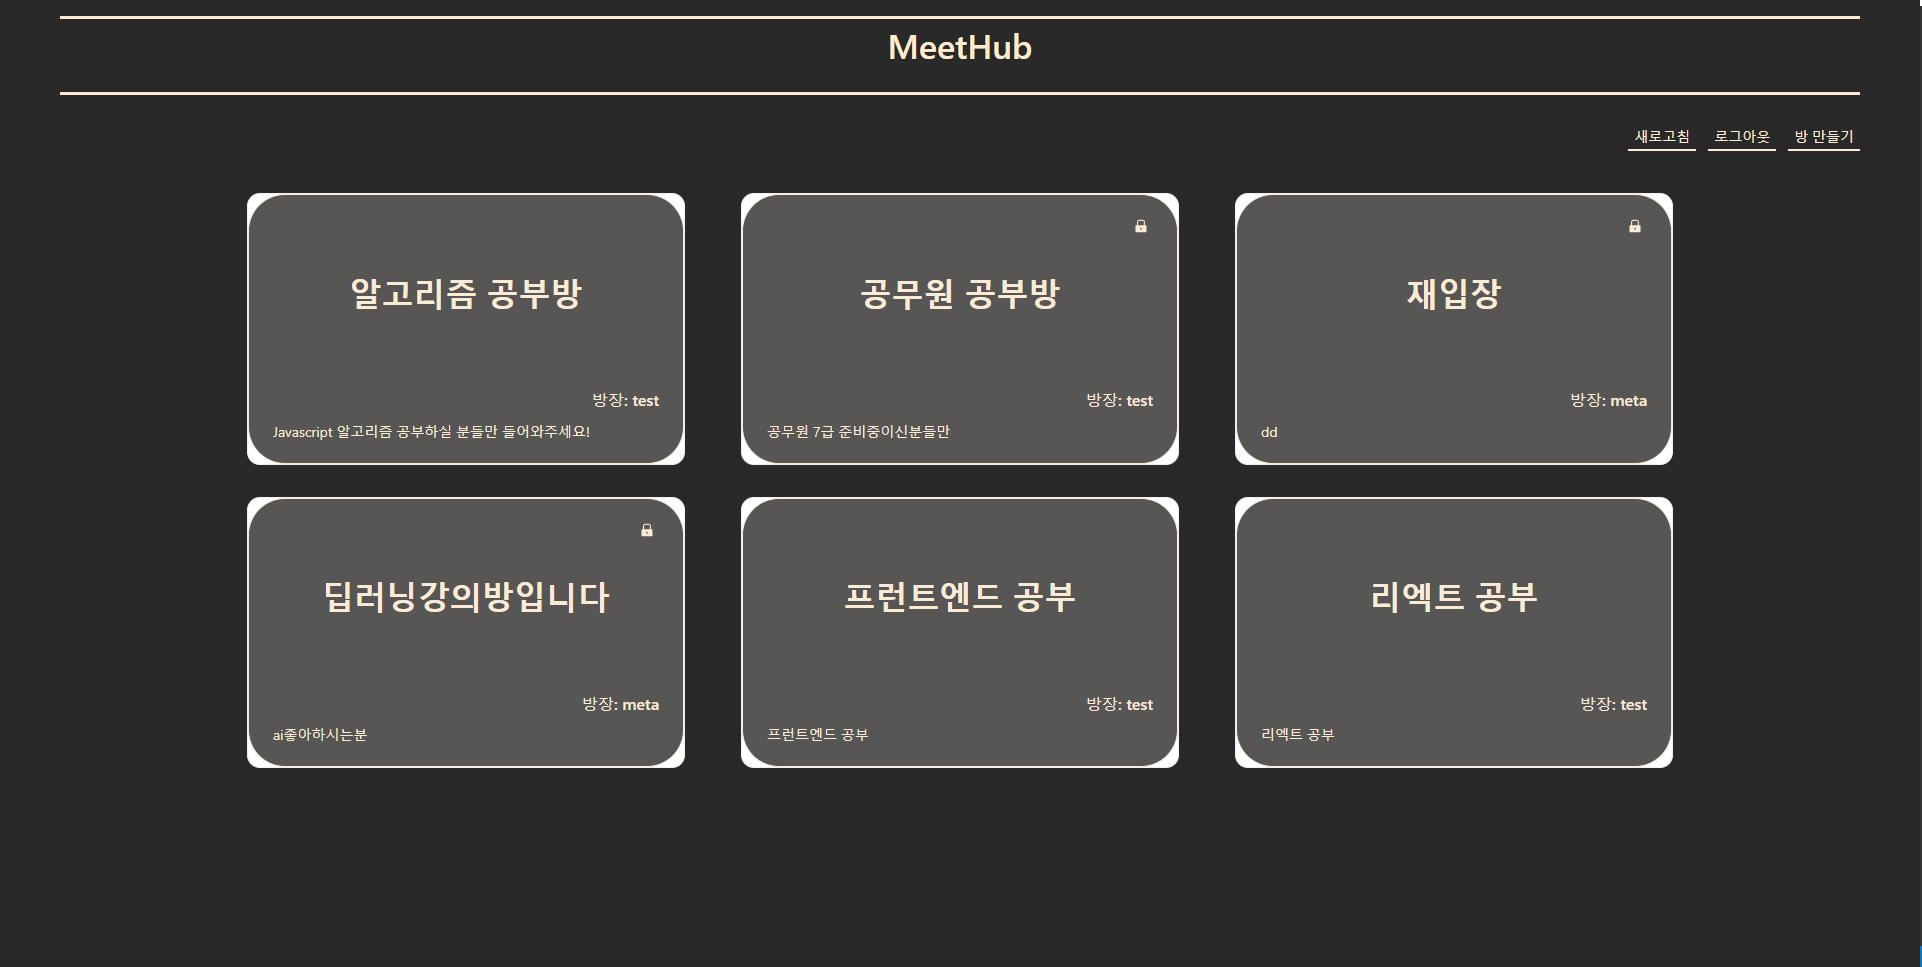 MeetHub
새로고침 로그아웃 방 만들기
알고리즘 공부방
방장: test
Javascript 알고리즘 공부하실 분들만 들어와주세요!
공무원 공부방
방장: test
공무원 7급 준비중이신분들만
재입장
방장: meta
dd
딥러닝강의방입니다
방장: meta
ai좋아하시는분
프런트엔드 공부
방장: test
프런트엔드 공부
리엑트 공부
방장: test
리엑트 공부